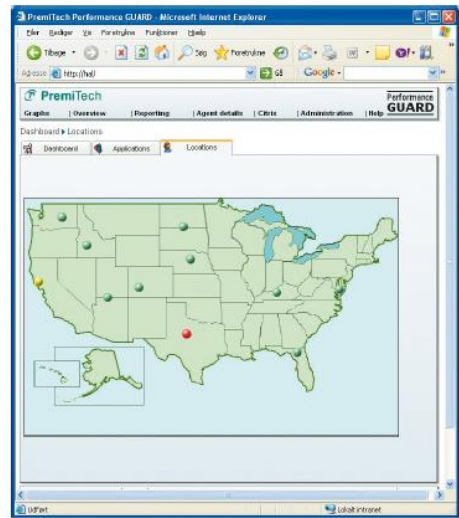 PremiTech Performance GUARD - Microsoft Internet Explorer
Filer Rediger Vis Foretrukne Funktioner Hjælp
Tilbage Søg Foretrukne
Adresse http://hal/ Gå Google
PremiTech
Performance
GUARD
Graphs | Overview | Reporting | Agent details | Citrix | Administration | Help
Dashboard Locations
Dashboard Applications Locations
Udført Lokalt intranet